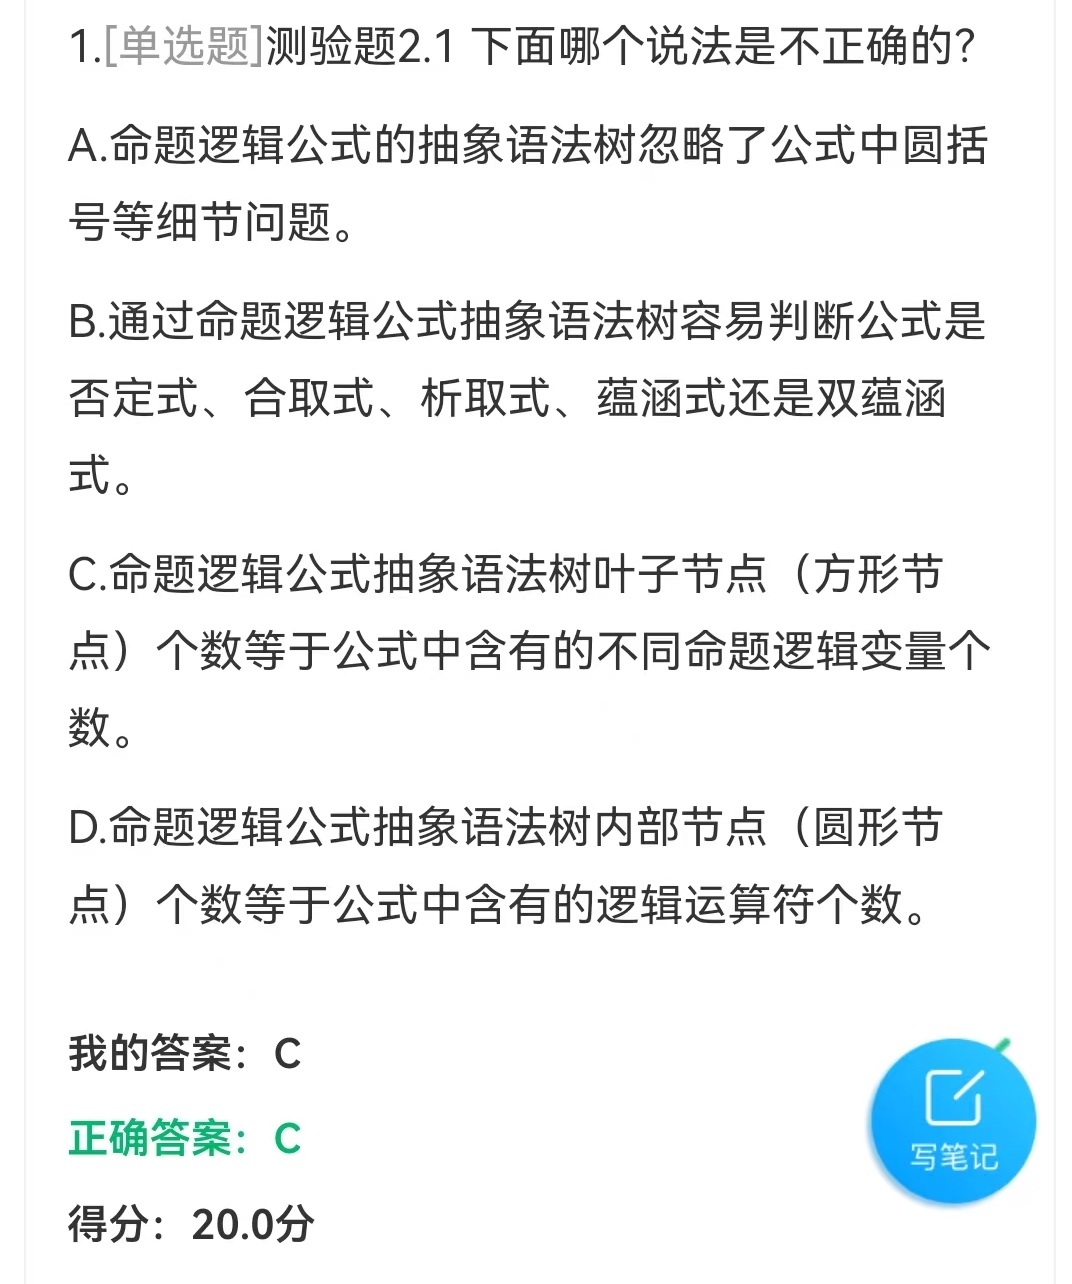 1.[单选题]测验题2.1 下面哪个说法是不正确的?
A.命题逻辑公式的抽象语法树忽略了公式中圆括
号等细节问题。
B.通过命题逻辑公式抽象语法树容易判断公式是
否定式、合取式、析取式、蕴涵式还是双蕴涵
式。
C.命题逻辑公式抽象语法树叶子节点（方形节
点）个数等于公式中含有的不同命题逻辑变量个
数。
D.命题逻辑公式抽象语法树内部节点（圆形节
点）个数等于公式中含有的逻辑运算符个数。
我的答案：C
正确答案：C
写笔记
得分：20.0分